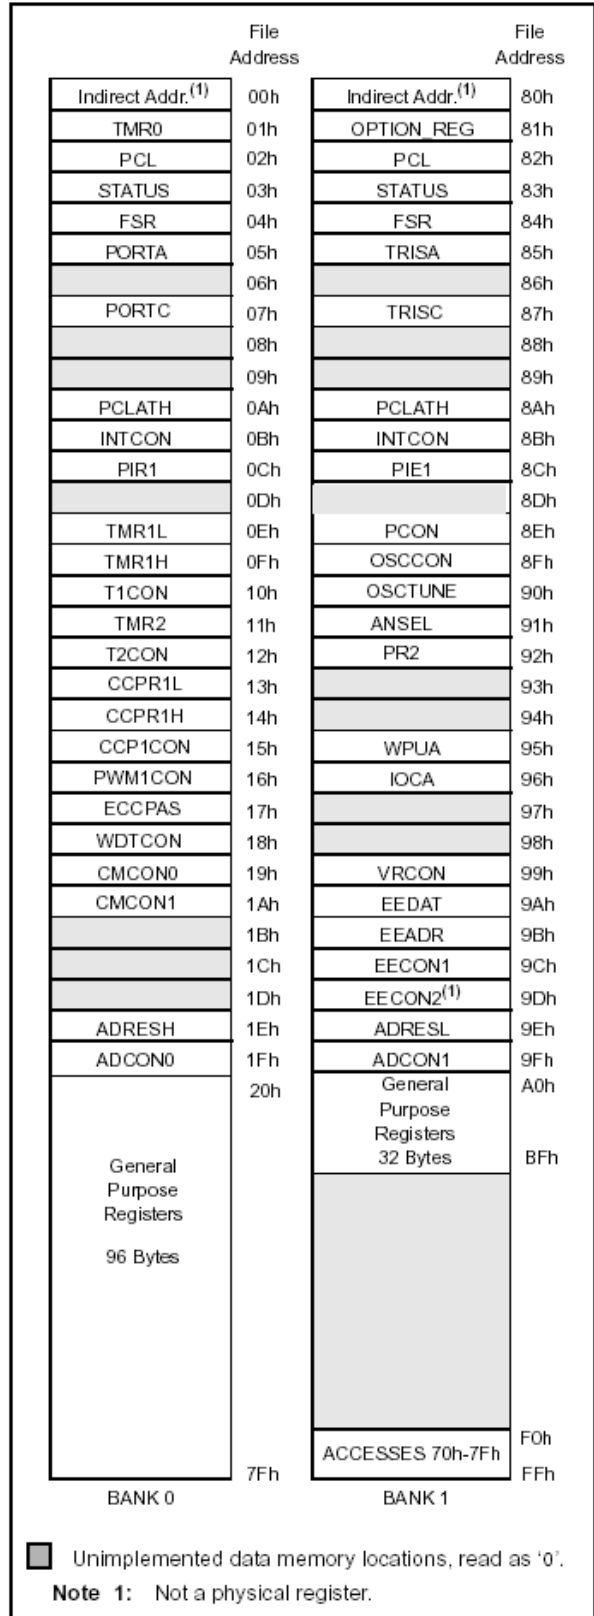 File Address File Address
Indirect Addr.(1) 00h Indirect Addr.(1) 80h
TMR0 01h OPTION_REG 81h
PCL 02h PCL 82h
STATUS 03h STATUS 83h
FSR 04h FSR 84h
PORTA 05h TRISA 85h
06h 86h
PORTC 07h TRISC 87h
08h 88h
09h 89h
PCLATH 0Ah PCLATH 8Ah
INTCON 0Bh INTCON 8Bh
PIR1 0Ch PIE1 8Ch
0Dh 8Dh
TMR1L 0Eh PCON 8Eh
TMR1H 0Fh OSCCON 8Fh
T1CON 10h OSCTUNE 90h
TMR2 11h ANSEL 91h
T2CON 12h PR2 92h
CCPR1L 13h 93h
CCPR1H 14h 94h
CCP1CON 15h WPUA 95h
PWM1CON 16h IOCA 96h
ECCPAS 17h 97h
WDTCON 18h 98h
CMCON0 19h VRCON 99h
CMCON1 1Ah EEDAT 9Ah
1Bh EEADR 9Bh
1Ch EECON1 9Ch
1Dh EECON2(1) 9Dh
ADRESH 1Eh ADRESL 9Eh
ADCON0 1Fh ADCON1 9Fh
20h General A0h
Purpose
Registers
32 Bytes BFh
General
Purpose
Registers
96 Bytes
F0h
ACCESSES 70h-7Fh
7Fh FFh
BANK 0 BANK 1
Unimplemented data memory locations, read as ‘0’.
Note 1: Not a physical register.